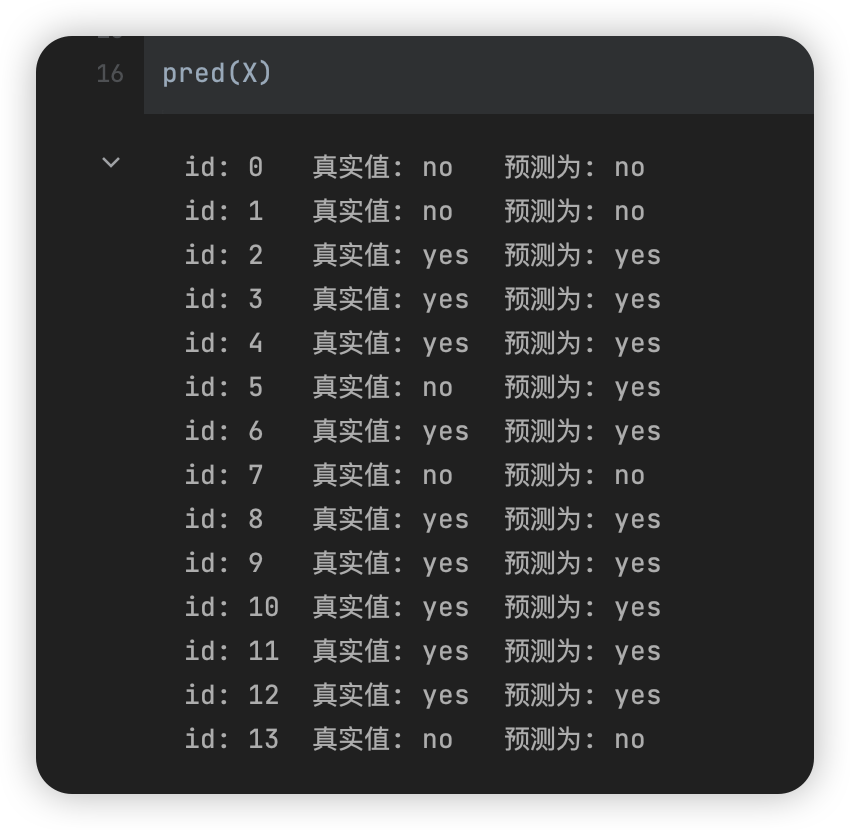 16 pred(X)
id: 0 真实值: no 预测为: no
id: 1 真实值: no 预测为: no
id: 2 真实值: yes 预测为: yes
id: 3 真实值: yes 预测为: yes
id: 4 真实值: yes 预测为: yes
id: 5 真实值: no 预测为: yes
id: 6 真实值: yes 预测为: yes
id: 7 真实值: no 预测为: no
id: 8 真实值: yes 预测为: yes
id: 9 真实值: yes 预测为: yes
id: 10 真实值: yes 预测为: yes
id: 11 真实值: yes 预测为: yes
id: 12 真实值: yes 预测为: yes
id: 13 真实值: no 预测为: no